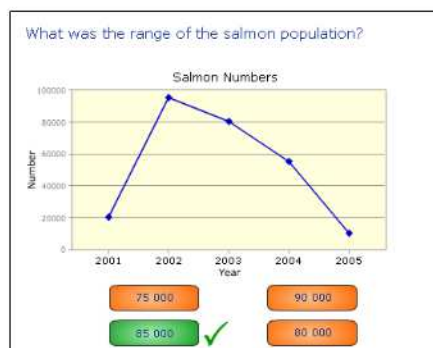 What was the range of the salmon population?
Salmon Numbers
100000
80000
60000
40000
20000
0
Number
2001 2002 2003 2004 2005
Year
75 000 90 000
85 000 80 000